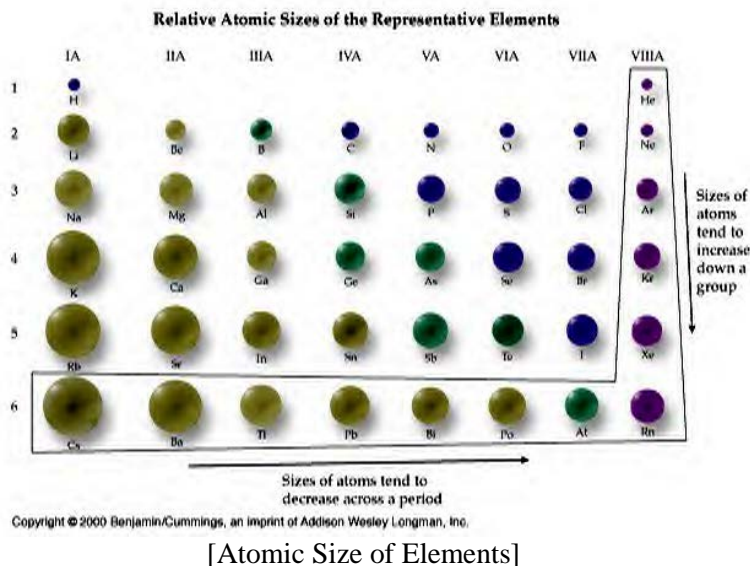 Relative Atomic Sizes of the Representative Elements
IA IIA IIIA IVA VA VIA VIIA VIIIA
1
H He
2
Li Be B C N O F Ne
3
Na Mg Al Si P S Cl Ar
4
K Ca Ga Ge As Se Br Kr
5
Rb Sr In Sn Sb Te I Xe
6
Cs Ba Tl Pb Bi Po At Rn
Sizes of
atoms
tend to
increase
down a
group
Sizes of atoms tend to
decrease across a period
Copyright © 2000 Benjamin/Cummings, an imprint of Addison Wesley Longman, Inc.
[Atomic Size of Elements]